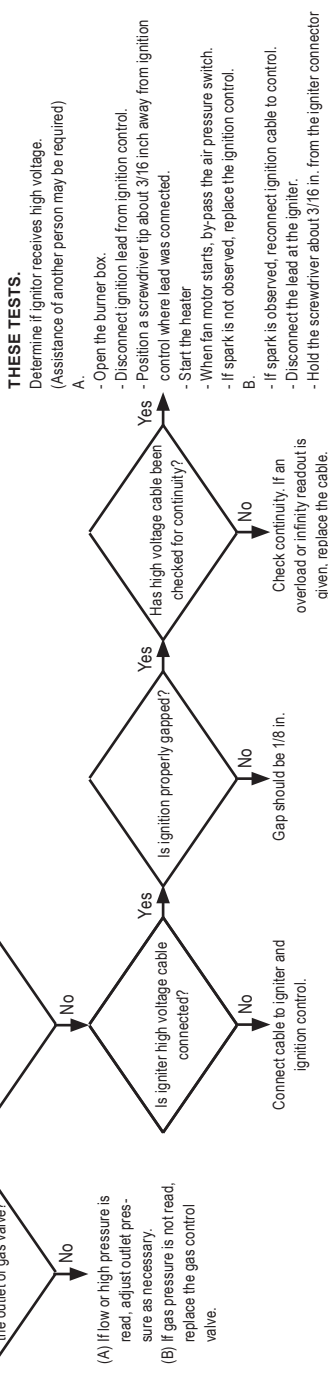 the outlet of gas valve?
No
(A) If low or high pressure is
read, adjust outlet pres-
sure as necessary.
(B) If gas pressure is not read,
replace the gas control
valve.
No
Is igniter high voltage cable
connected?
Yes
No
Connect cable to igniter and
ignition control.
Is ignition properly gapped?
Yes
No
Gap should be 1/8 in.
Has high voltage cable been
checked for continuity?
Yes
No
Check continuity. If an
overload or infinity readout is
given, replace the cable.
THESE TESTS.
Determine if ignitor receives high voltage.
(Assistance of another person may be required)
A.
- Open the burner box.
- Disconnect ignition lead from ignition control.
- Position a screwdriver tip about 3/16 inch away from ignition
control where lead was connected.
- Start the heater
- When fan motor starts, by-pass the air pressure switch.
- If spark is not observed, replace the ignition control.
B.
- If spark is observed, reconnect ignition cable to control.
- Disconnect the lead at the igniter.
- Hold the screwdriver about 3/16 in. from the igniter connector